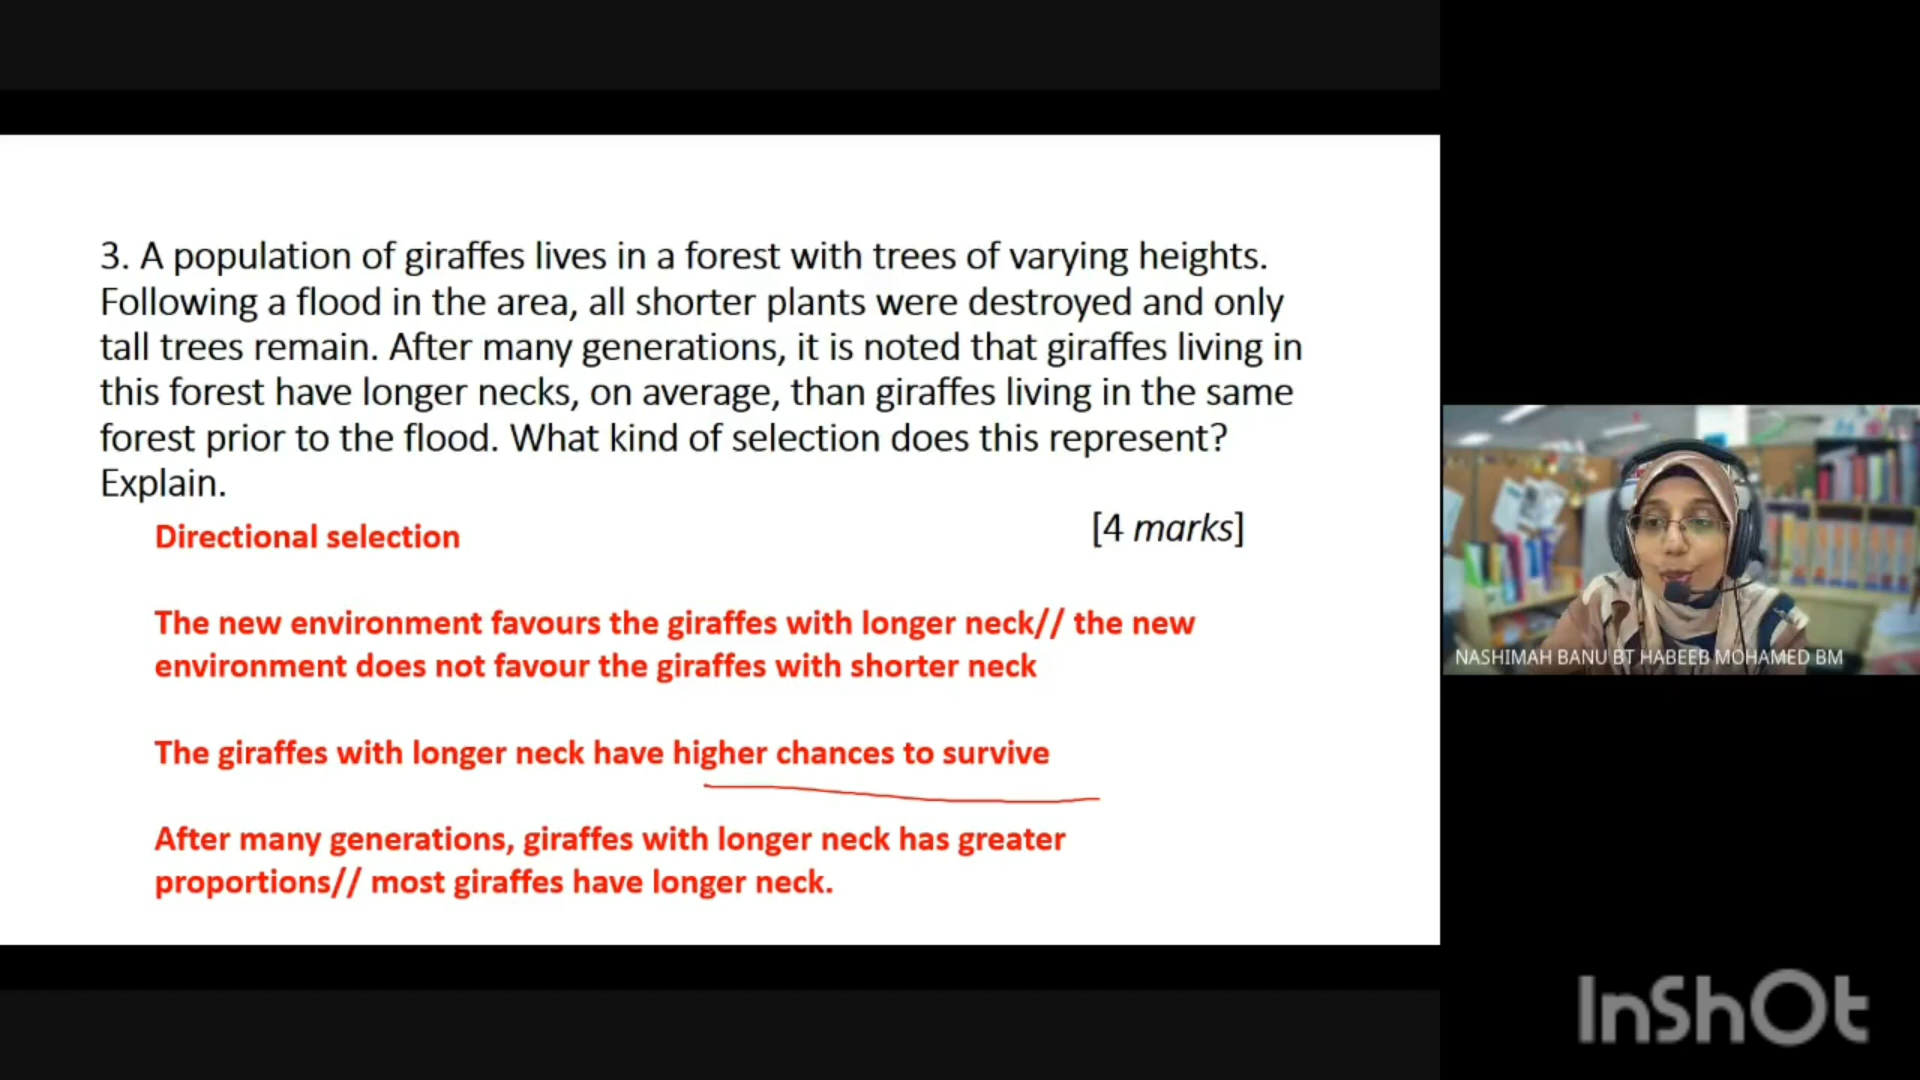 3. A population of giraffes lives in a forest with trees of varying heights.
Following a flood in the area, all shorter plants were destroyed and only
tall trees remain. After many generations, it is noted that giraffes living in
this forest have longer necks, on average, than giraffes living in the same
forest prior to the flood. What kind of selection does this represent?
Explain.
[4 marks]
Directional selection
The new environment favours the giraffes with longer neck// the new
environment does not favour the giraffes with shorter neck
The giraffes with longer neck have higher chances to survive
After many generations, giraffes with longer neck has greater
proportions// most giraffes have longer neck.
NASHIMAH BANU BT HABEEB MOHAMED BM
InShOt